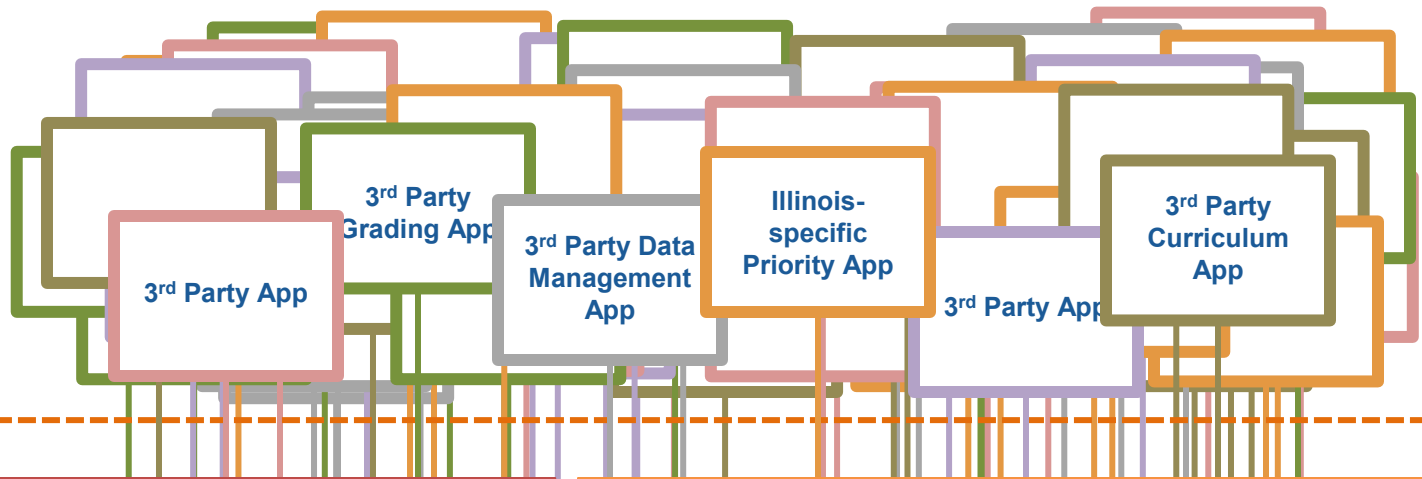 3rd Party
Grading App
Illinois-
specific
Priority App
3rd Party
Curriculum
App
3rd Party Data
Management
App
3rd Party App
3rd Party App